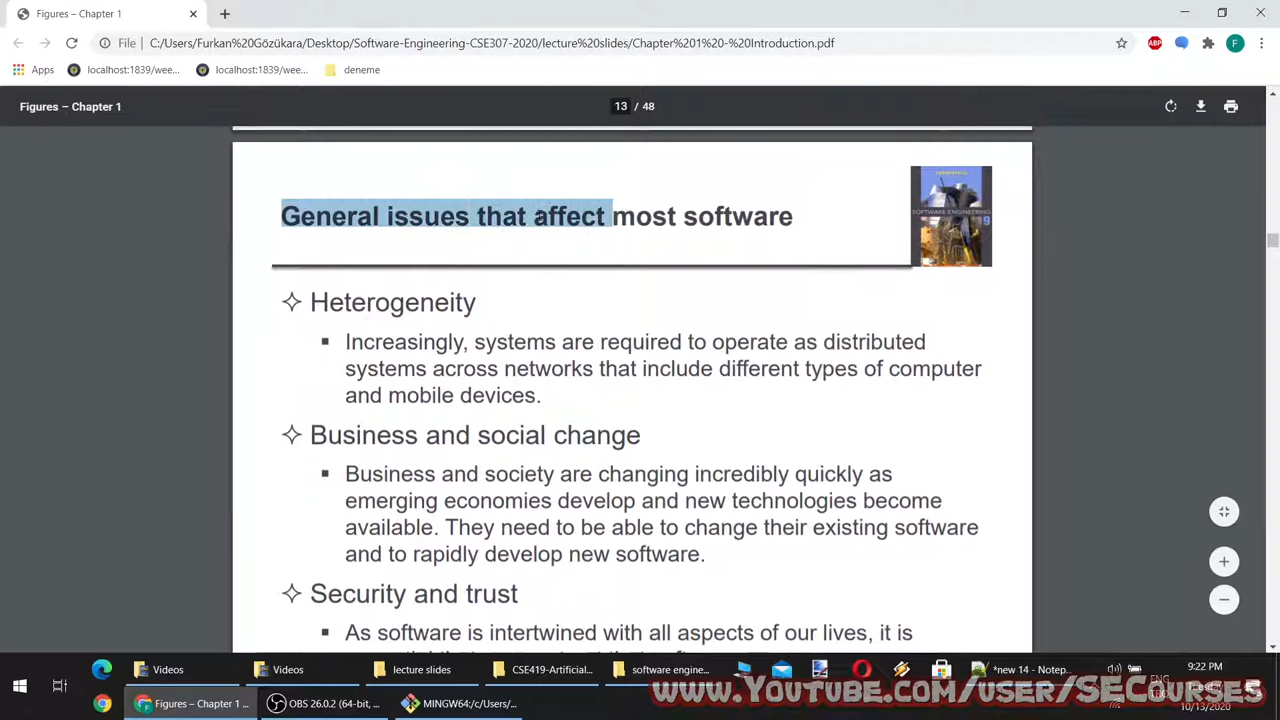 Figures – Chapter 1
File
C:/Users/Furkan%20Gözükara/Desktop/Software-Engineering-CSE307-2020/lecture%20slides/Chapter%201%20-%20Introduction.pdf
ABP
F
Apps
localhost:1839/wee...
localhost:1839/wee...
deneme
Figures – Chapter 1
13 / 48
General issues that affect most software
SOFTWARE ENGINEERING
9
Heterogeneity
Increasingly, systems are required to operate as distributed
systems across networks that include different types of computer
and mobile devices.
Business and social change
Business and society are changing incredibly quickly as
emerging economies develop and new technologies become
available. They need to be able to change their existing software
and to rapidly develop new software.
Security and trust
As software is intertwined with all aspects of our lives, it is
Videos
Videos
lecture slides
CSE419-Artificial...
software enginee...
*new 14 - Notep...
9:22 PM
ENG
Figures – Chapter 1 ...
OBS 26.0.2 (64-bit, ...
MINGW64:/c/Users/...
10/13/2020
www.YouTube.com/user/SECourses